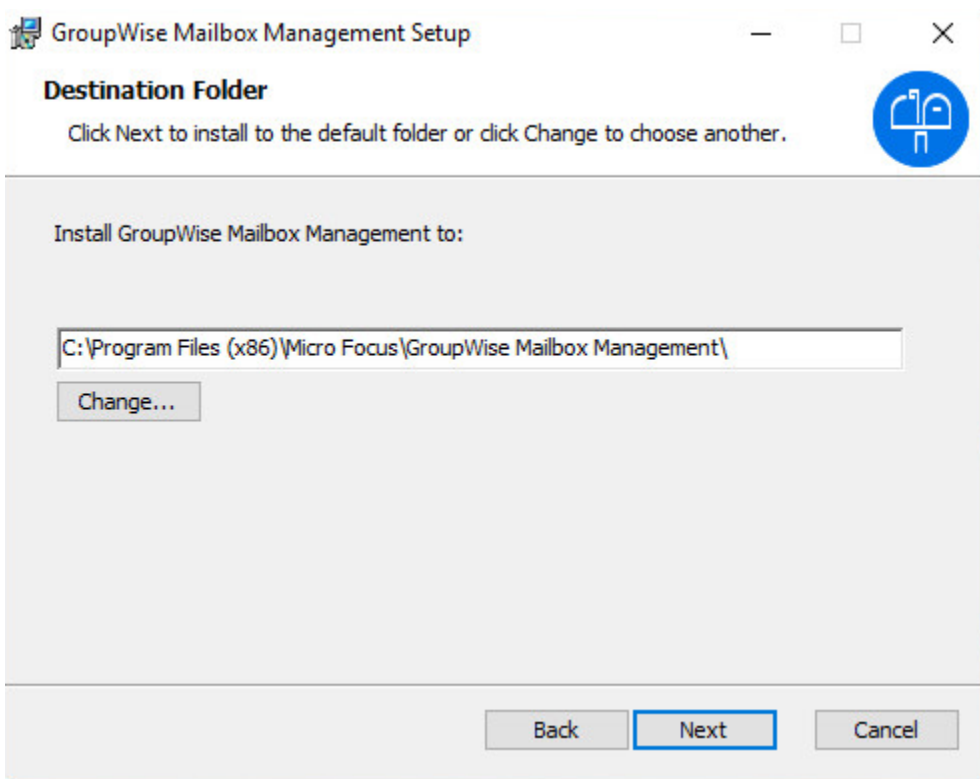 GroupWise Mailbox Management Setup
Destination Folder
Click Next to install to the default folder or click Change to choose another.
Install GroupWise Mailbox Management to:
C:\Program Files (x86)\Micro Focus\GroupWise Mailbox Management\
Change...
Back Next Cancel